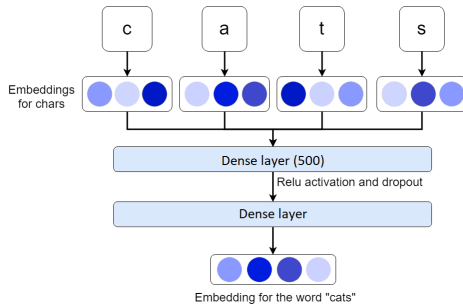 c a t s
Embeddings
for chars
Dense layer (500)
Relu activation and dropout
Dense layer
Embedding for the word "cats"